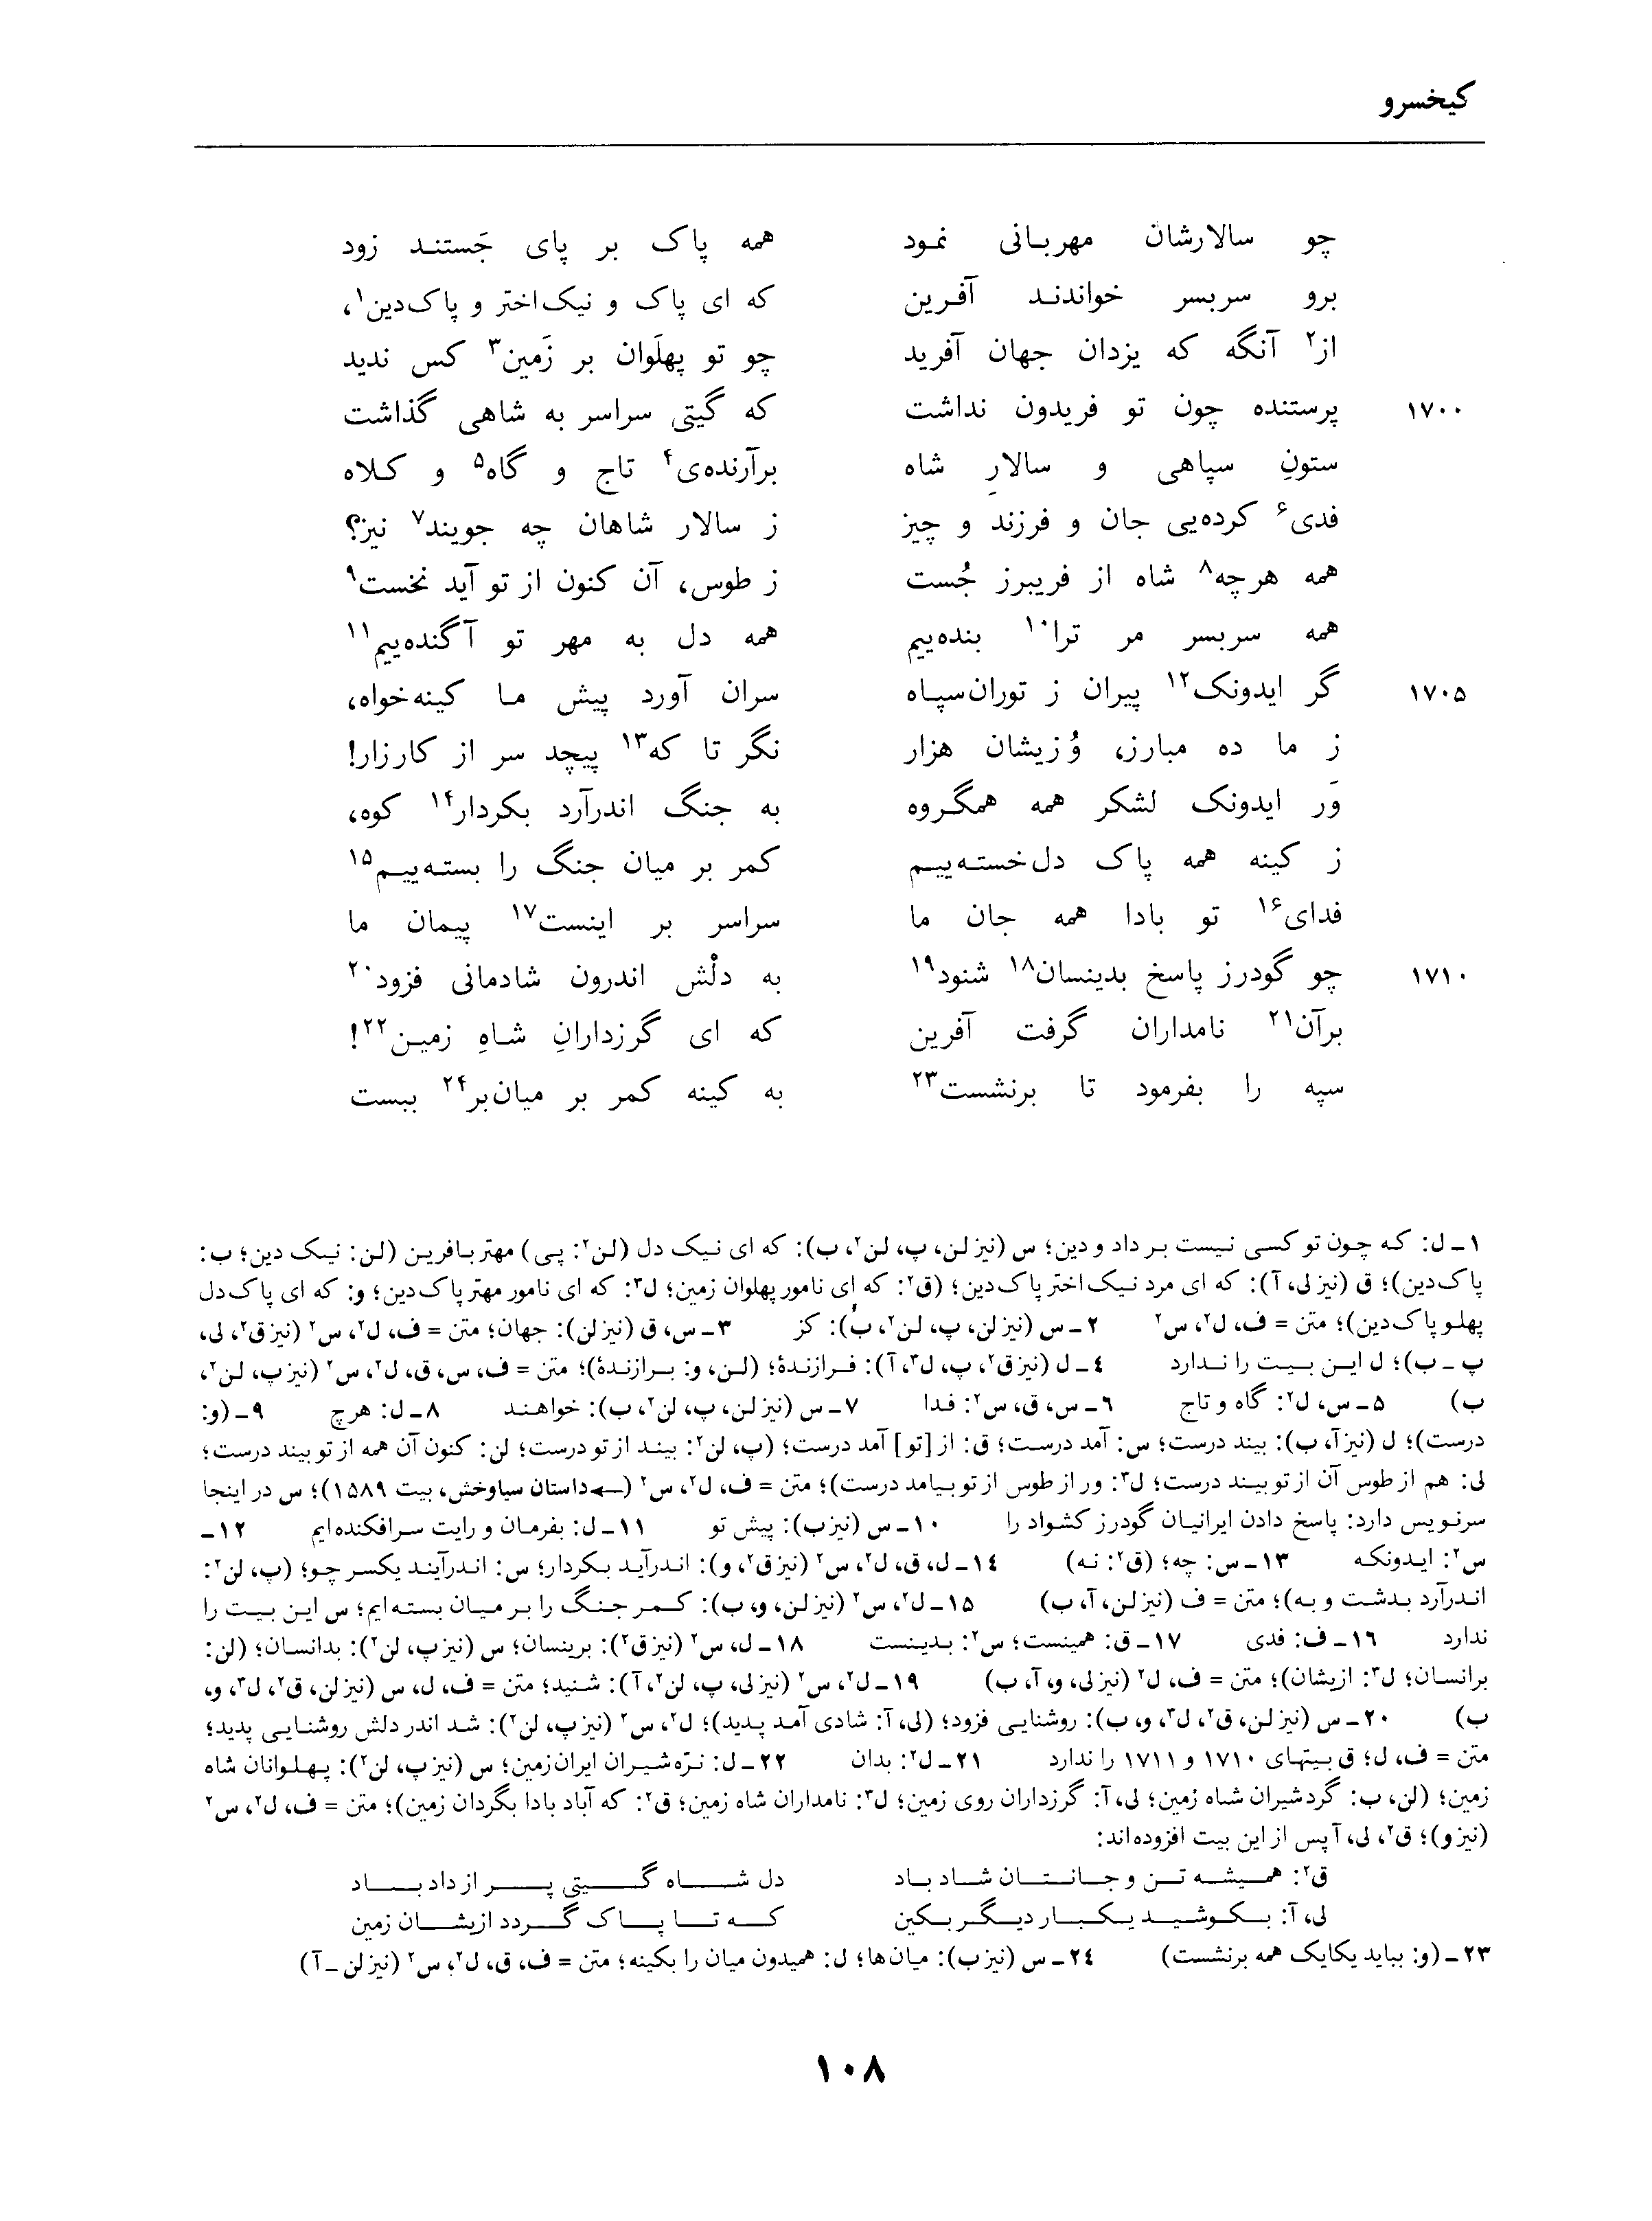 کیخسرو
چو سالارشان مهربانی نمود همه پاک بر پای جَستند زود
برو سربسر خواندند آفرین که ای پاک و نیک‌اختر و پاک‌دین۱،
از۲ آنگه که یزدان جهان آفرید چو تو پهلَوان بر زَمین۳ کس ندید
۱۷۰۰ پرستنده چون تو فریدون نداشت که گیتی سراسر به شاهی گذاشت
ستونِ سپاهی و سالارِ شاه برآرنده‌ی۴ تاج و گاه۵ و کلاه
فدی۶ کرده‌یی جان و فرزند و چیز ز سالار شاهان چه جویند۷ نیز؟
همه هرچه۸ شاه از فریبرز جُست ز طوس، آن کنون از تو آید نخست۹
همه سربسر مر ترا۱۰ بنده‌ییم همه دل به مهر تو آگنده‌ییم۱۱
۱۷۰۵ گر ایدونک۱۲ پیران ز توران‌سپاه سران آورد پیش ما کینه‌خواه،
ز ما ده مبارز، وُزیشان هزار نگر تا که۱۳ پیچد سر از کارزار!
وَر ایدونک لشکر همه همگروه به جنگ اندرآرد بکردار۱۴ کوه،
ز کینه همه پاک دل‌خسته‌ییم کمر بر میان جنگ را بسته‌ییم۱۵
فدای۱۶ تو بادا همه جان ما سراسر بر اینست۱۷ پیمان ما
۱۷۱۰ چو گودرز پاسخ بدینسان۱۸ شنود۱۹ به دلْش اندرون شادمانی فزود۲۰
برآن۲۱ نامداران گرفت آفرین که ای گرزدارانِ شاهِ زمین۲۲!
سپه را بفرمود تا برنشست۲۳ به کینه کمر بر میان‌بر۲۴ ببست
۱ـ ل: که چون تو کسی نیست بر داد و دین؛ س (نیز لن، پ، لن۲، ب): که ای نیک دل (لن۲: پی) مهتر بافرین (لن: نیک دین؛ ب:
پاک‌دین)؛ ق (نیز لی، آ): که ای مرد نیک‌اختر پاک‌دین؛ (ق۲: که ای نامور پهلوان زمین؛ ل۳: که ای نامور مهتر پاک‌دین؛ و: که ای پاک‌دل
پهلو پاک‌دین)؛ متن = ف، ل۲، س۲ ۲ـ س (نیز لن، پ، لن۲، ب): کز ۳ـ س، ق (نیز لن): جهان؛ متن = ف، ل۲، س۲ (نیز ق۲، لی،
پ ـ ب)؛ ل این بیت را ندارد ٤ـ ل (نیز ق۲، پ، ل۳، آ): فرازندهٔ؛ (لن، و: برازندهٔ)؛ متن = ف، س، ق، ل۲، س۲ (نیز پ، لن۲،
ب) ۵ـ س، ل۲: گاه و تاج ٦ـ س، ق، س۲: فدا ۷ـ س (نیز لن، پ، لن۲، ب): خواهند ۸ـ ل: هرچ ۹ـ (و:
درست)؛ ل (نیز آ، ب): بیند درست؛ س: آمد درست؛ ق: از [تو] آمد درست؛ (پ، لن۲: بیند از تو درست؛ لن: کنون آن همه از تو بیند درست؛
لی: هم از طوس آن از تو بیند درست؛ ل۳: ور از طوس از تو بیامد درست)؛ متن = ف، ل۲، س۲ (←داستان سیاوخش، بیت ۱۵۸۹)؛ س در اینجا
سرنویس دارد: پاسخ دادن ایرانیان گودرز کشواد را ۱۰ـ س (نیز ب): پیش تو ۱۱ـ ل: بفرمان و رایت سرافکنده‌ایم ۱۲ـ
س۲: ایدونکه ۱۳ـ س: چه؛ (ق۲: نه) ١٤ـ ل، ق، ل۲، س۲ (نیز ق۲، و): اندرآید بکردار؛ س: اندرآیند یکسر چو؛ (پ، لن۲:
اندرآرد بدشت و به)؛ متن = ف (نیز لن، آ، ب) ۱۵ـ ل۲، س۲ (نیز لن، و، ب): کمر جنگ را بر میان بسته‌ایم؛ س این بیت را
ندارد ١٦ـ ف: فدی ۱۷ـ ق: همینست؛ س۲: بدینست ۱۸ـ ل، س۲ (نیز ق۲): برینسان؛ س (نیز پ، لن۲): بدانسان؛ (لن:
برانسان؛ ل۳: ازیشان)؛ متن = ف، ل۲ (نیز لی، و، آ، ب) ۱۹ـ ل۲، س۲ (نیز لی، پ، لن۲، آ): شنید؛ متن = ف، ل، س (نیز لن، ق۲، ل۳، و،
ب) ۲۰ـ س (نیز لن، ق۲، ل۳، و، ب): روشنایی فزود؛ (لی، آ: شادی آمد پدید)؛ ل۲، س۲ (نیز پ، لن۲): شد اندر دلش روشنایی پدید؛
متن = ف، ل؛ ق بیتهای ۱۷۱۰ و ۱۷۱۱ را ندارد ۲۱ـ ل۲: بدان ۲۲ـ ل: نرّه شیران ایران‌زمین؛ س (نیز پ، لن۲): پهلوانان شاه
زمین؛ (لن، ب: گرد شیران شاه زمین؛ لی، آ: گرزداران روی زمین؛ ل۳: نامداران شاه زمین؛ ق۲: که آباد بادا بگردان زمین)؛ متن = ف، ل۲، س۲
(نیز و)؛ ق۲، لی، آ پس از این بیت افزوده‌اند:
ق۲: همیشه تن و جانتان شاد باد دل شاه گیتی پر از داد باد
لی، آ: بکوشید یکبار دیگر بکین که تا پاک گردد ازیشان زمین
۲۳ـ (و: بیاید یکایک همه برنشست) ٢٤ـ س (نیز ب): میان‌ها؛ ل: همیدون میان را بکینه؛ متن = ف، ق، ل۲، س۲ (نیز لن ـ آ)
۱۰۸